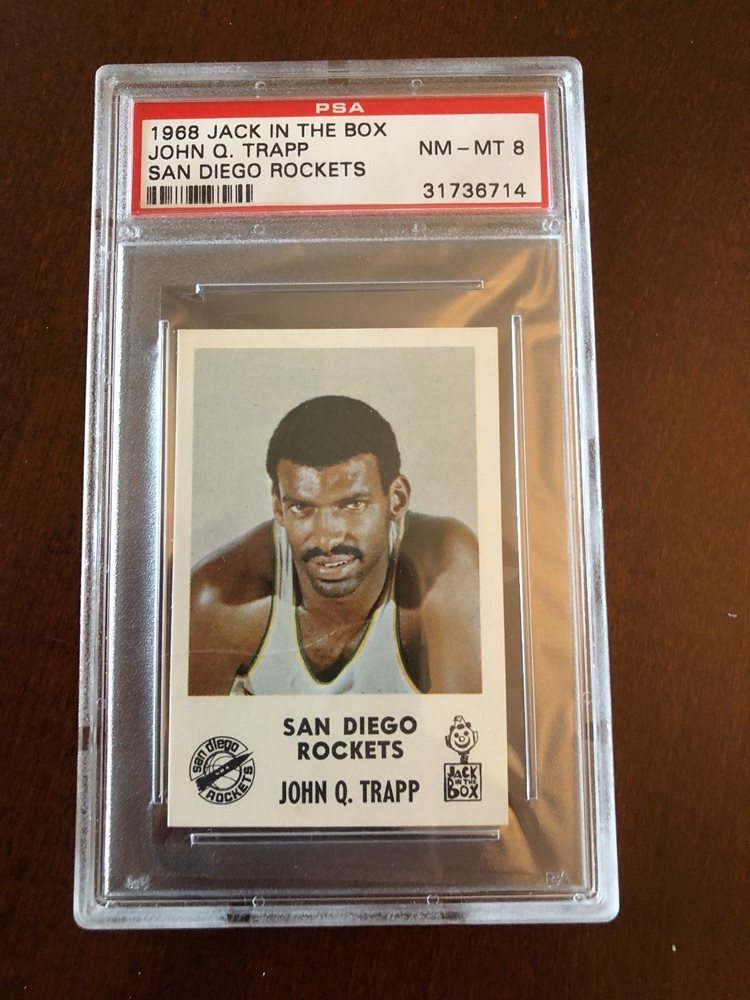 PSA
1968 JACK IN THE BOX
JOHN Q. TRAPP
NM - MT 8
SAN DIEGO ROCKETS
31736714
SAN DIEGO
ROCKETS
JOHN Q. TRAPP
san diego
ROCKETS
JACK
IN THE
BOX
PSA